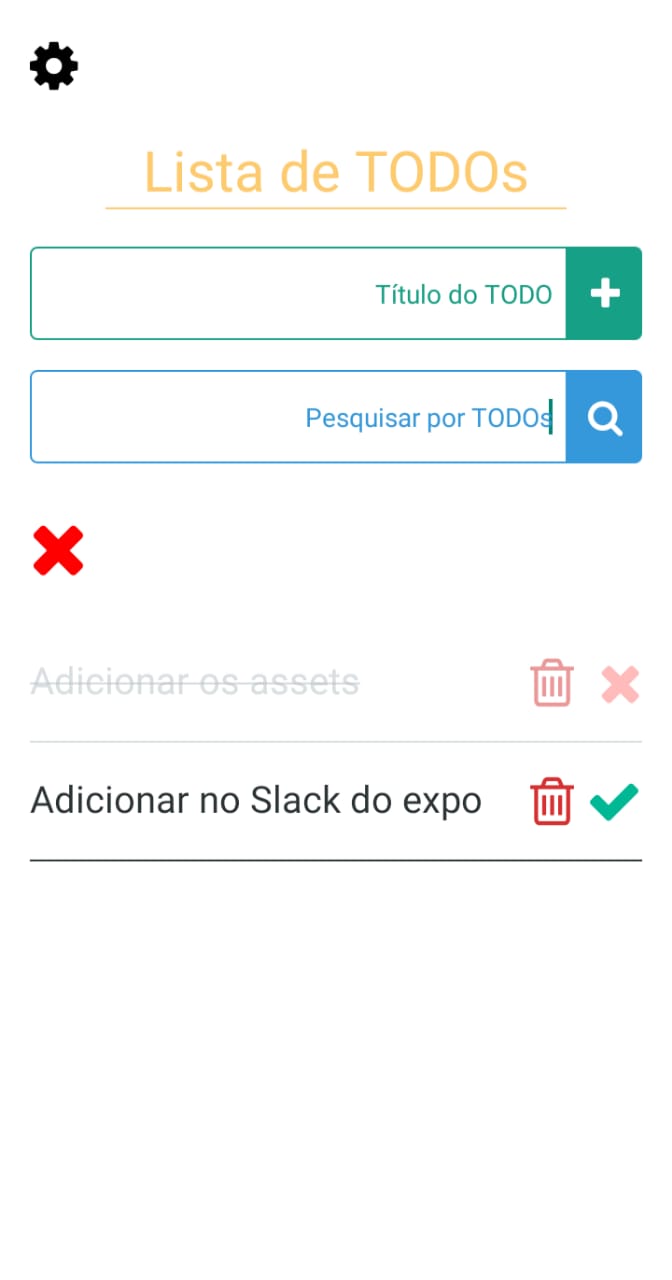 Lista de TODOs
Título do TODO
Pesquisar por TODOs
Adicionar os assets
Adicionar no Slack do expo